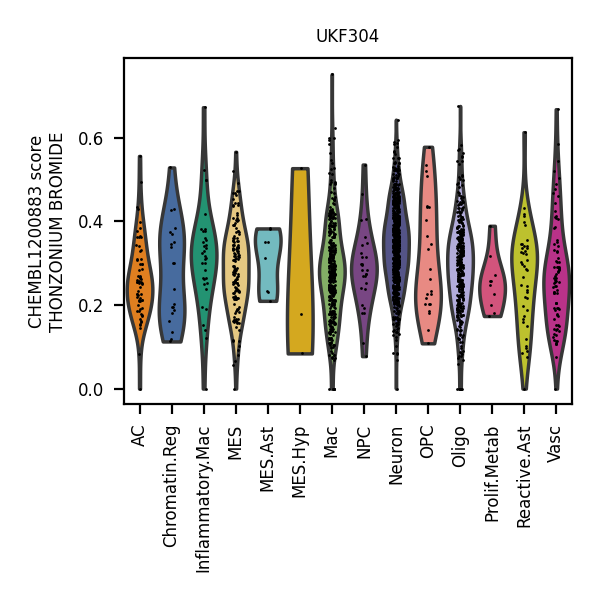 UKF304
CHEMBL1200883 score
THONZONIUM BROMIDE
0.6
0.4
0.2
0.0
AC
Chromatin.Reg
Inflammatory.Mac
MES
MES.Ast
MES.Hyp
Mac
NPC
Neuron
OPC
Oligo
Prolif.Metab
Reactive.Ast
Vasc